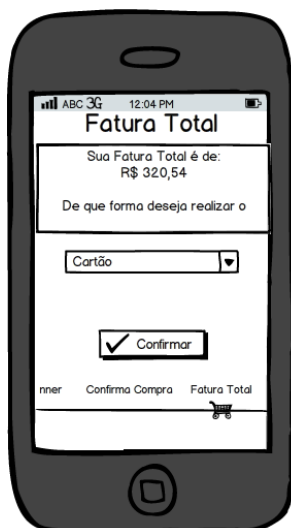 ABC 3G 12:04 PM
Fatura Total
Sua Fatura Total é de:
R$ 320,54
De que forma deseja realizar o
Cartão
Confirmar
nner Confirma Compra Fatura Total